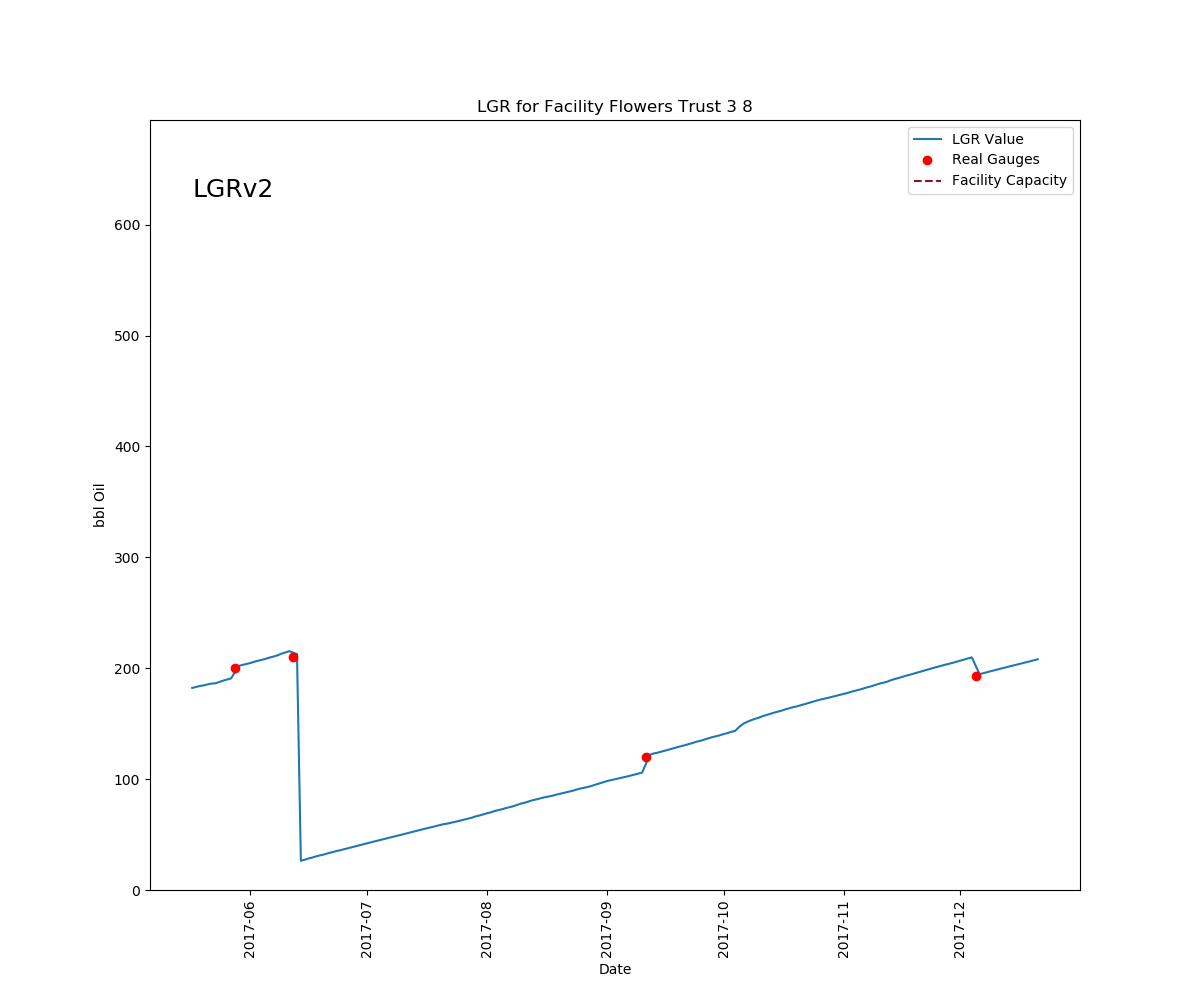 LGR for Facility Flowers Trust 3 8
LGRv2
LGR Value
Real Gauges
Facility Capacity
600
500
400
300
200
100
0
bbl Oil
2017-06
2017-07
2017-08
2017-09
2017-10
2017-11
2017-12
Date